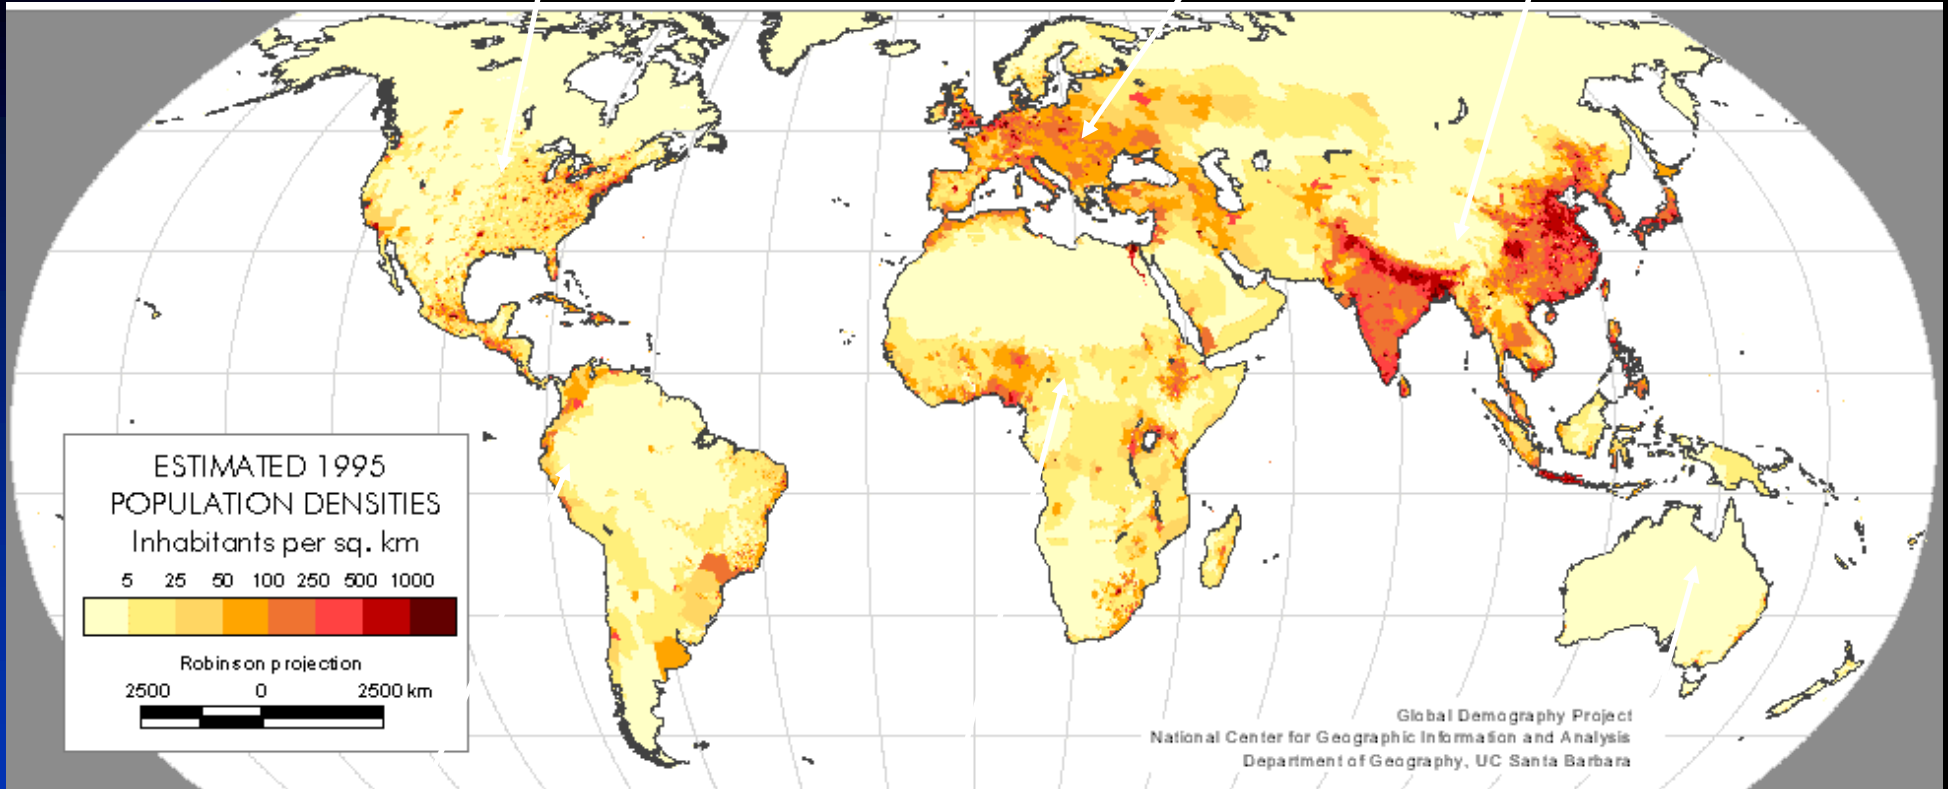 ESTIMATED 1995
POPULATION DENSITIES
Inhabitants per sq. km
5 25 50 100 250 500 1000
Robinson projection
2500 0 2500 km
Global Demography Project
National Center for Geographic Information and Analysis
Department of Geography, UC Santa Barbara